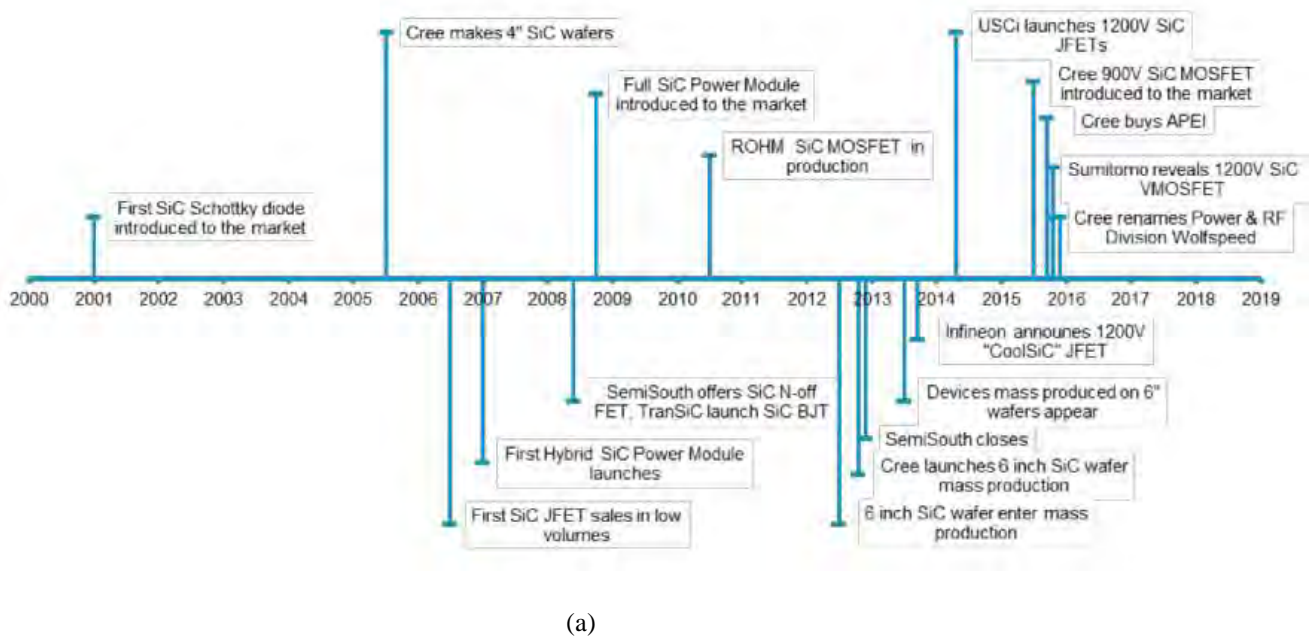 Cree makes 4" SiC wafers
USCi launches 1200V SiC
JFETs
Full SiC Power Module
introduced to the market
Cree 900V SiC MOSFET
introduced to the market
Cree buys APEI
ROHM SiC MOSFET in
production
Sumitomo reveals 1200V SiC
VMOSFET
First SiC Schottky diode
introduced to the market
Cree renames Power & RF
Division Wolfspeed
2000 2001 2002 2003 2004 2005 2006 2007 2008 2009 2010 2011 2012 2013 2014 2015 2016 2017 2018 2019
Infineon announes 1200V
"CoolSiC" JFET
SemiSouth offers SiC N-off
FET, TranSiC launch SiC BJT
Devices mass produced on 6"
wafers appear
SemiSouth closes
First Hybrid SiC Power Module
launches
Cree launches 6 inch SiC wafer
mass production
First SiC JFET sales in low
volumes
6 inch SiC wafer enter mass
production
(a)